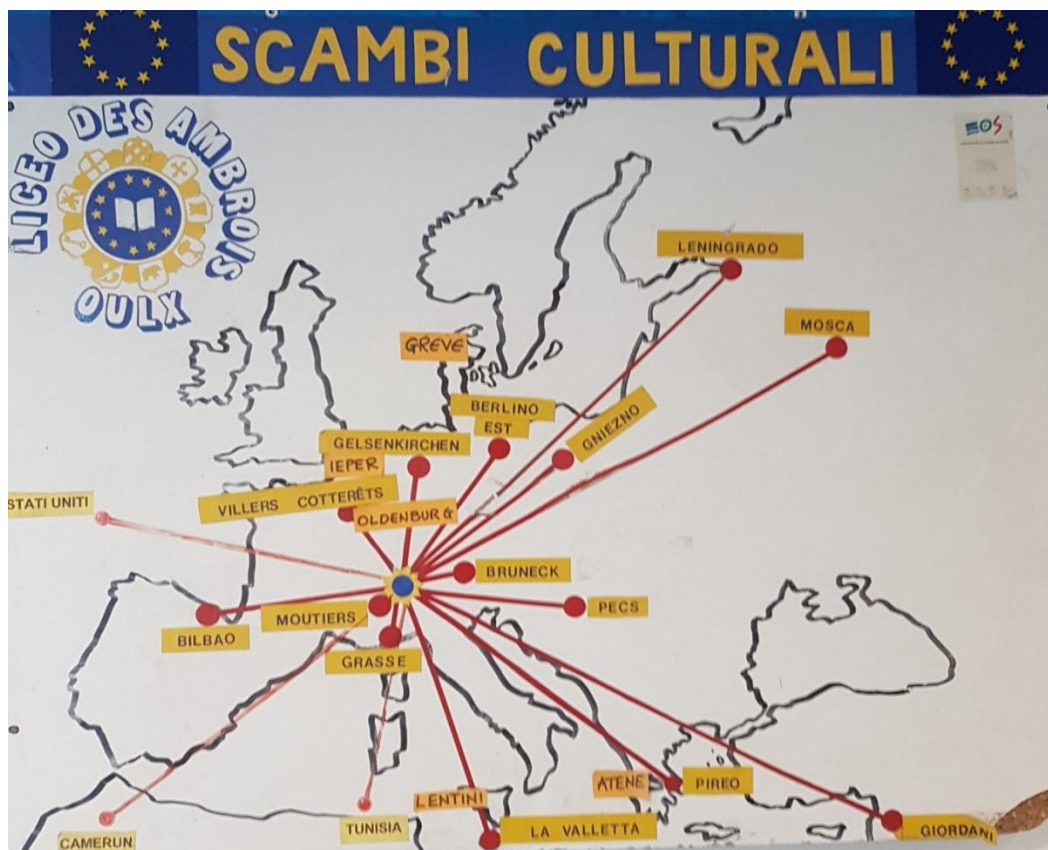 SCAMBI CULTURALI
LICEO DES AMBROIS
OULX
EOS
LENINGRADO
MOSCA
GREVE
BERLINO
EST
GNIEZNO
GELSENKIRCHEN
IEPER
VILLERS COTTERÊTS
OLDENBURG
STATI UNITI
BRUNECK
PECS
MOUTIERS
BILBAO
GRASSE
ATENE
PIREO
LENTINI
TUNISIA
LA VALLETTA
GIORDANI
CAMERUN